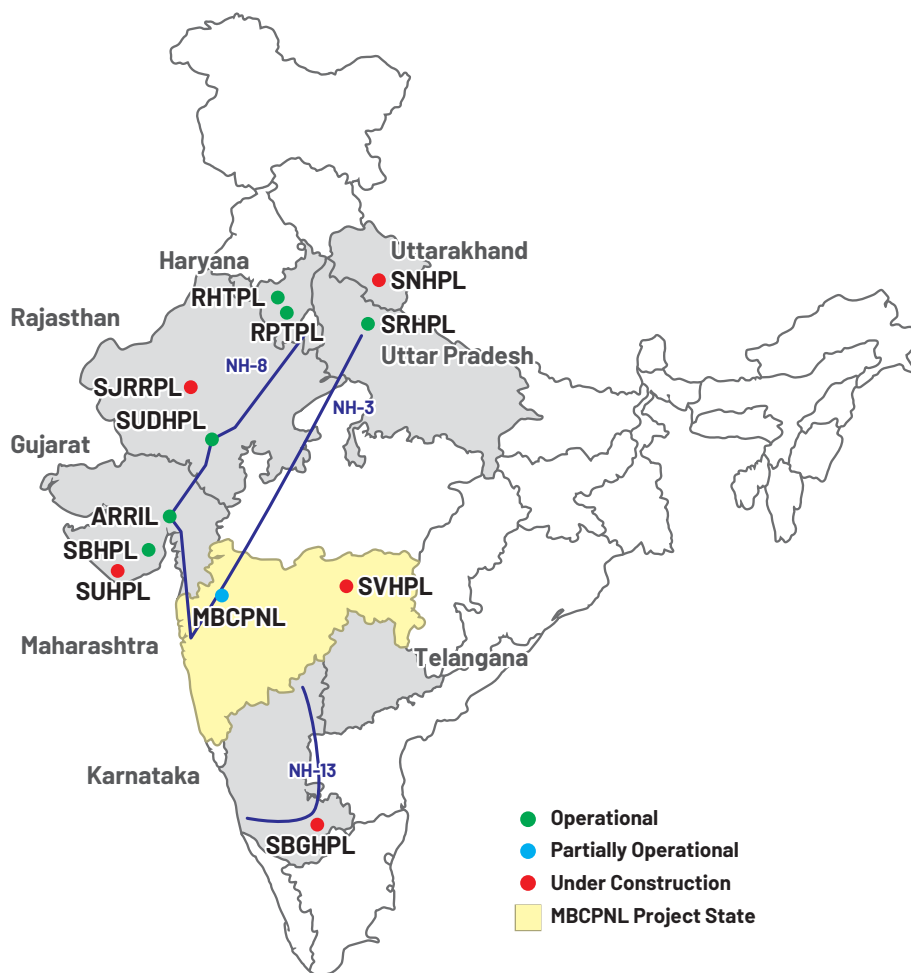 Uttarakhand
SNHPL
Haryana
RHTPL
RPTPL
SRHPL
Uttar Pradesh
Rajasthan
NH-8
NH-3
SJRRPL
SUDHPL
Gujarat
ARRIL
SBHPL
SUHPL
SVHPL
MBCPNL
Maharashtra
Telangana
NH-13
Karnataka
SBGHPL
Operational
Partially Operational
Under Construction
MBCPNL Project State